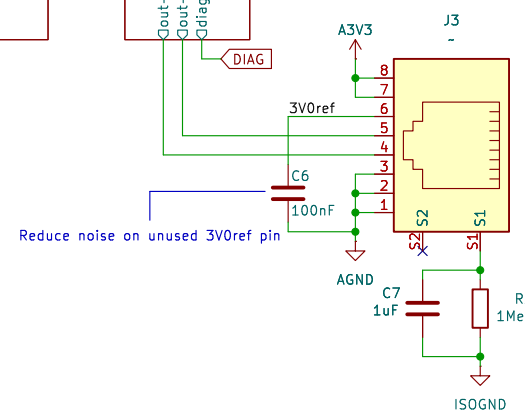 out-
out-
diag
DIAG
J3
~
A3V3
8
7
3V0ref
6
5
4
C6
3
2
100nF
1
S2
S1
Reduce noise on unused 3V0ref pin
S2
S1
AGND
C7
1uF
R
1Me
ISOGND